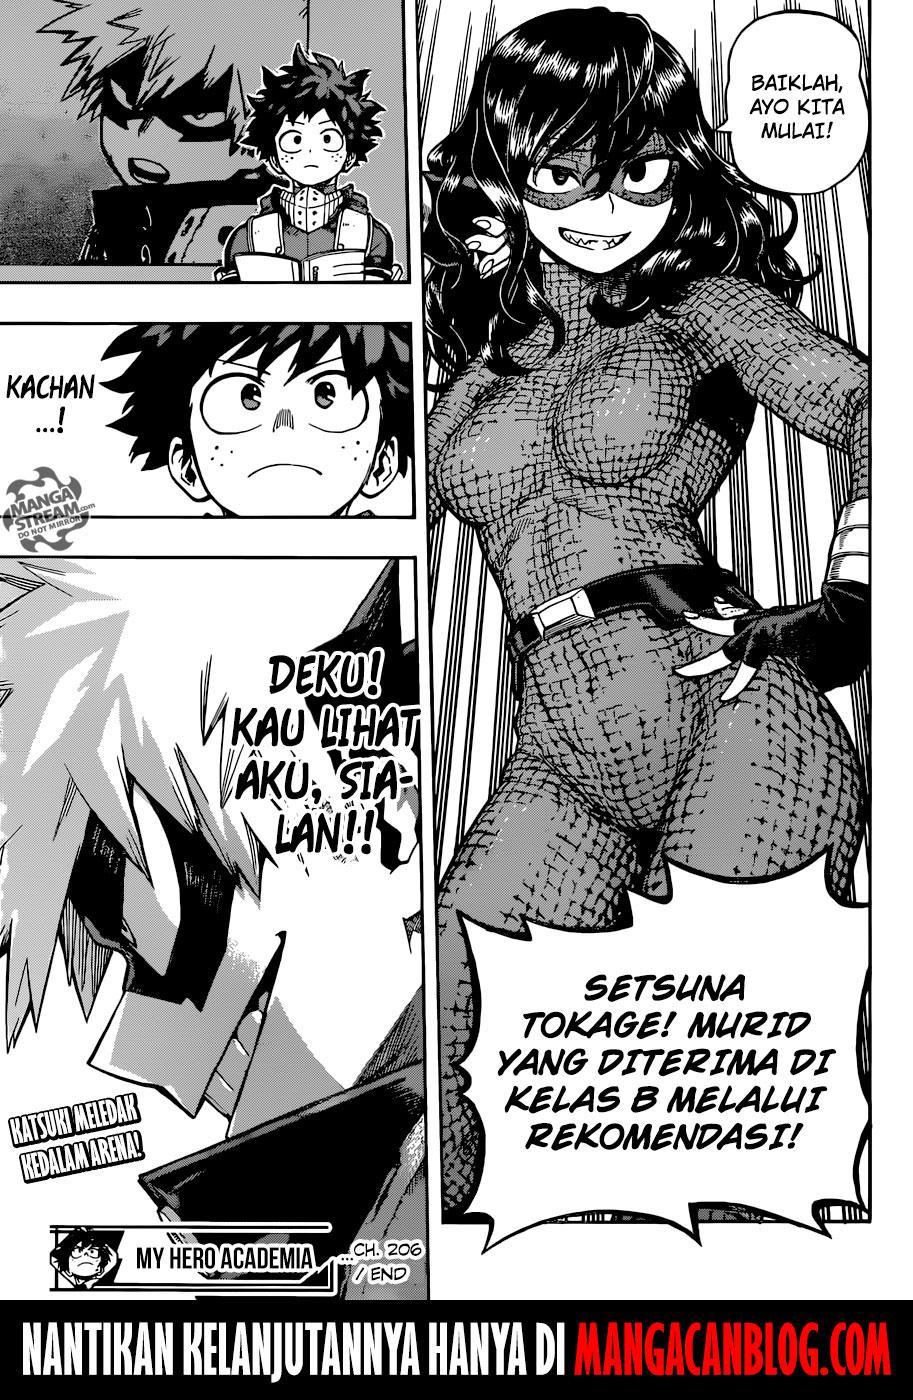 BAIKLAH,
AYO KITA
MULAI!
SETSUNA
TOKAGE! MURID
YANG DITERIMA DI
KELAS B MELALUI
REKOMENDASI!
KACHAN
...!
MANGA
STREAM.com
DO NOT MIRROR
DEKU!
KAU LIHAT
AKU, SIA-
LAN!!
KATSUKI MELEDAK
KEDALAM ARENA!
MY HERO ACADEMIA
...CH. 206
/ END
NANTIKAN KELANJUTANNYA HANYA DI MANGACANBLOG.COM